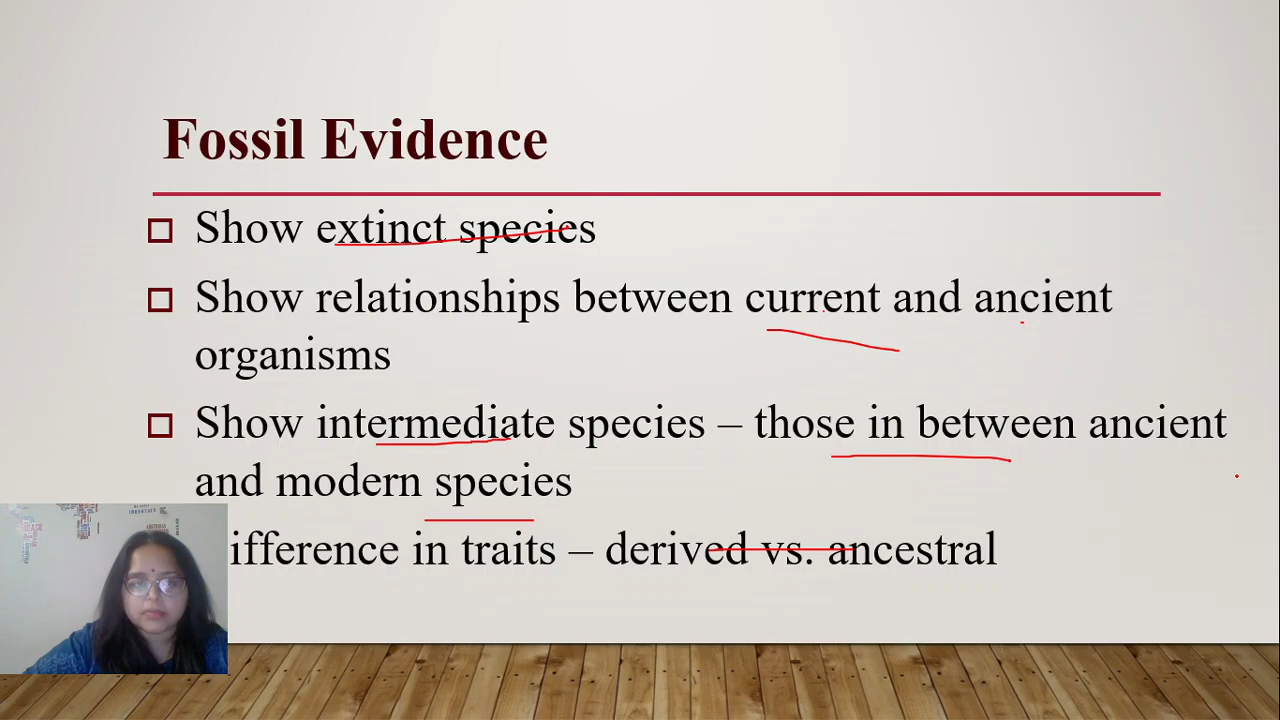 Fossil Evidence
Show extinct species
Show relationships between current and ancient
organisms
Show intermediate species – those in between ancient
and modern species
ifference in traits – derived vs. ancestral